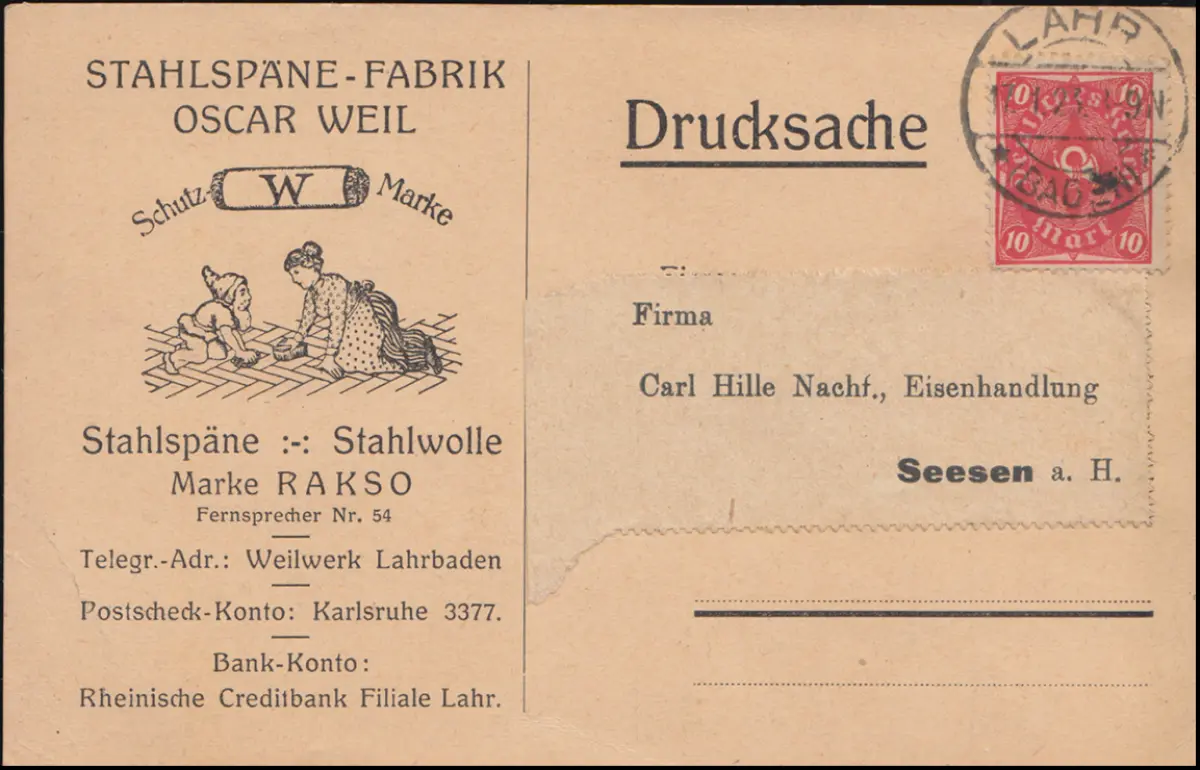 STAHLSPÄNE-FABRIK
OSCAR WEIL
Schutz-Marke
W
Stahlspäne :-: Stahlwolle
Marke RAKSO
Fernsprecher Nr. 54
Telegr.-Adr.: Weilwerk Lahrbaden
Postscheck-Konto: Karlsruhe 3377.
Bank-Konto:
Rheinische Creditbank Filiale Lahr.
Drucksache
LAHR
BADEN
10 10
10 Mark 10
Firma
Carl Hille Nachf., Eisenhandlung
Seesen a. H.